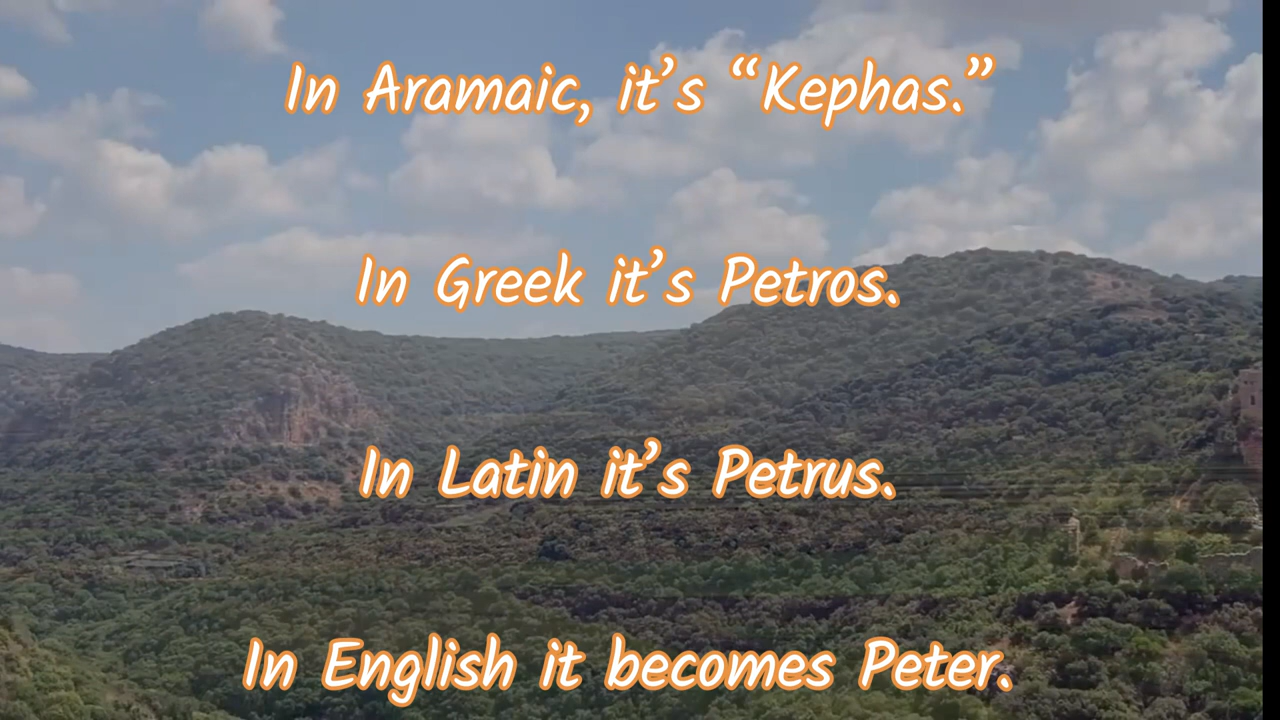 In Aramaic, it’s “Kephas.”
In Greek it’s Petros.
In Latin it’s Petrus.
In English it becomes Peter.